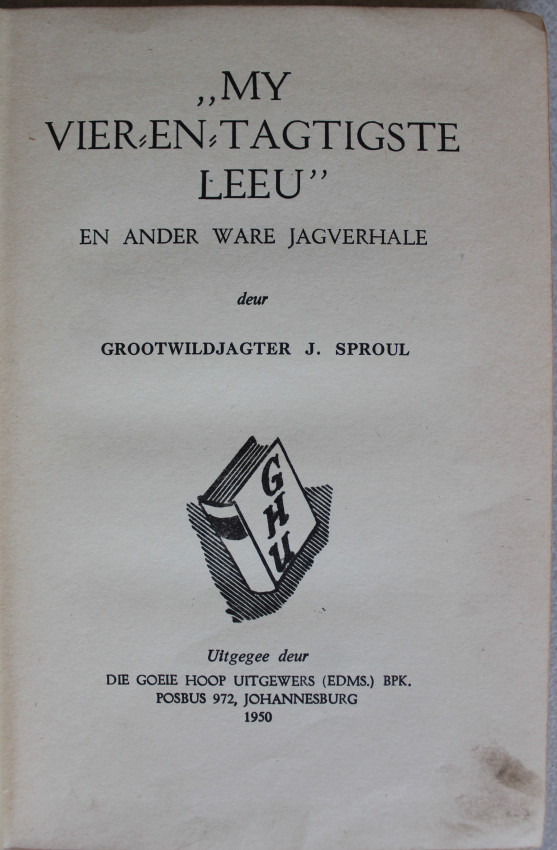 „MY
VIER-EN-TAGTIGSTE
LEEU”
EN ANDER WARE JAGVERHALE
deur
GROOTWILDJAGTER J. SPROUL
G
H
U
Uitgegee deur
DIE GOEIE HOOP UITGEWERS (EDMS.) BPK.
POSBUS 972, JOHANNESBURG
1950